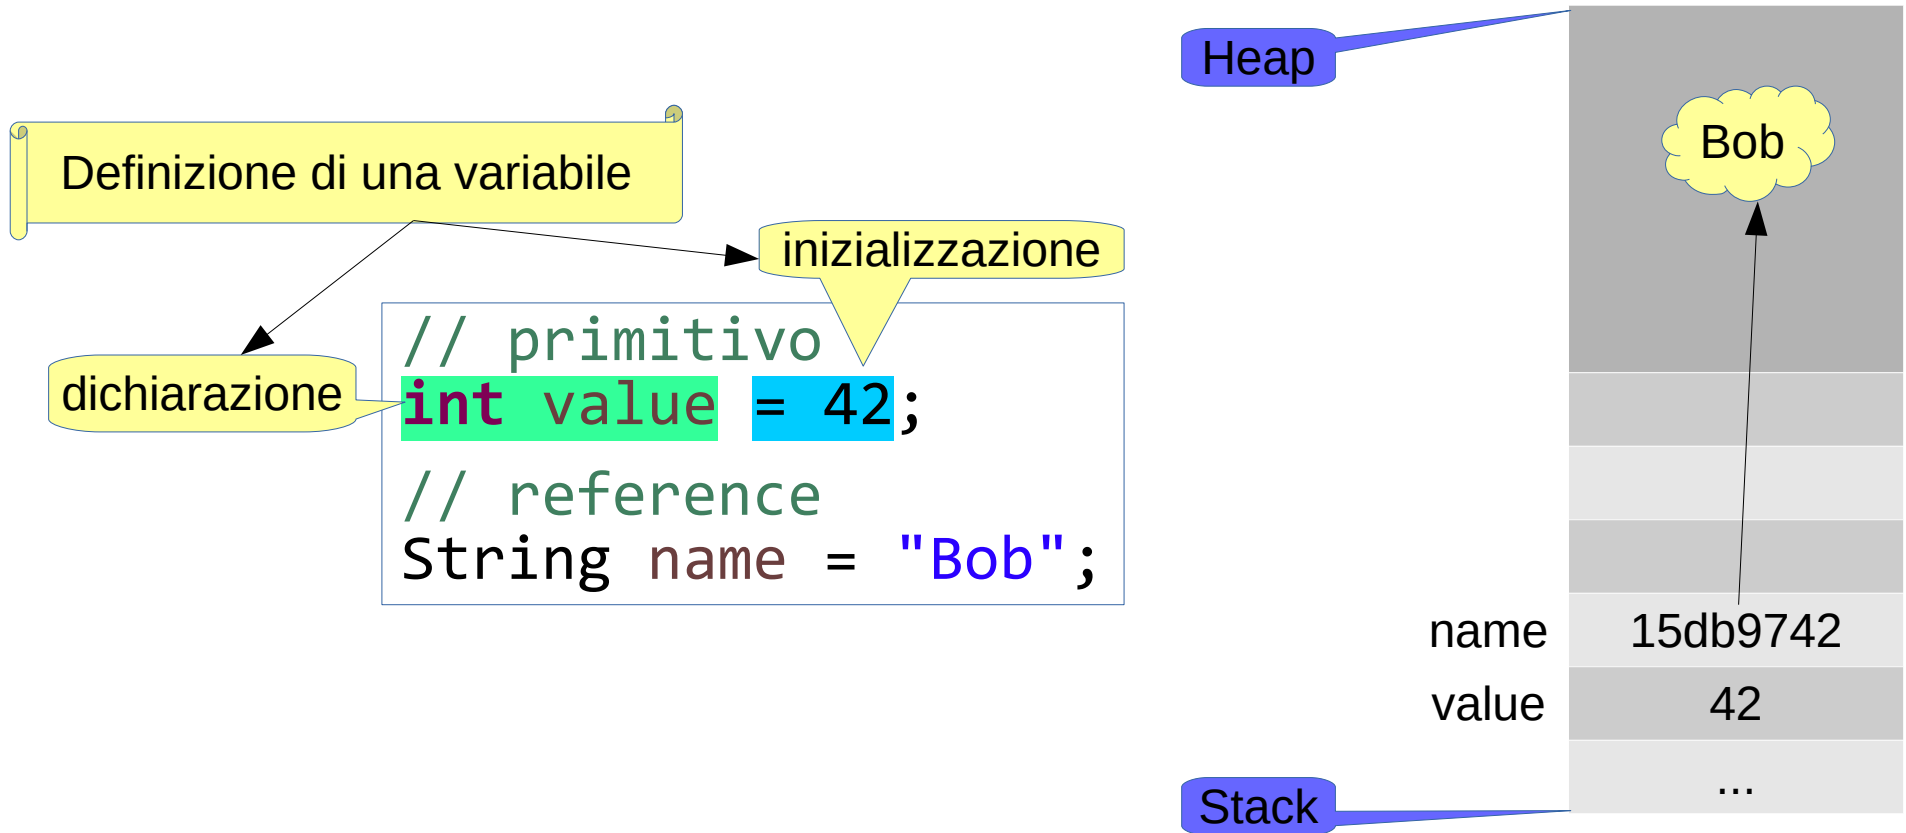 Definizione di una variabile
inizializzazione
dichiarazione
// primitivo
int value = 42;
// reference
String name = "Bob";
Heap
Bob
name 15db9742
value 42
...
Stack